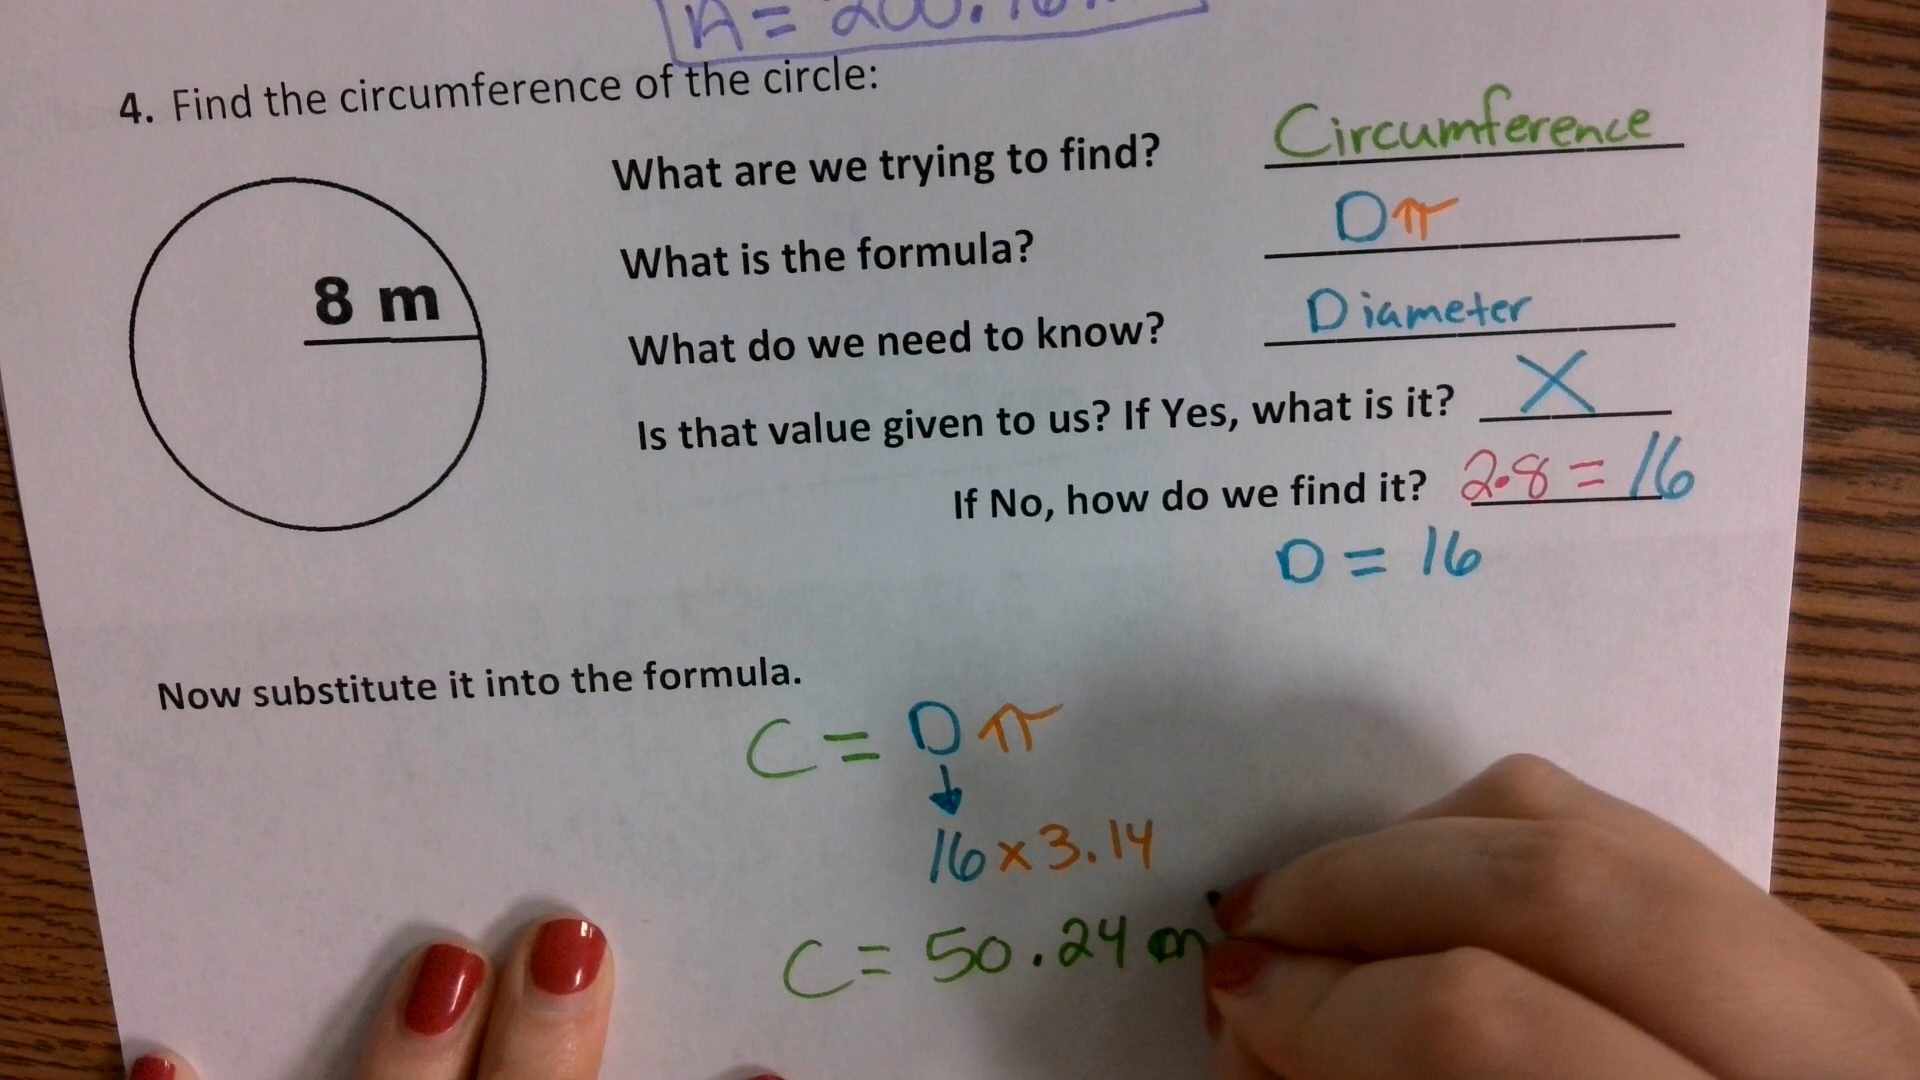 4. Find the circumference of the circle:
What are we trying to find? Circumference
What is the formula? Dπ
8 m
What do we need to know? Diameter
Is that value given to us? If Yes, what is it? X
If No, how do we find it? 2•8 = 16
D = 16
Now substitute it into the formula.
C = Dπ
16 x 3.14
C = 50.24 m